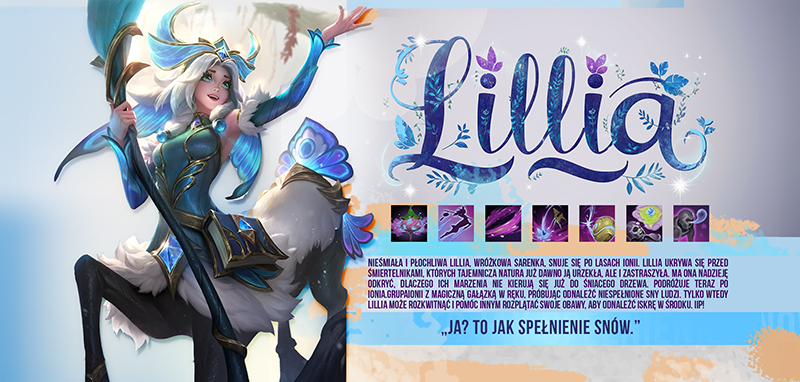 Lillia
NIEŚMIAŁA I PŁOCHLIWA LILLIA, WRÓŻKOWA SARENKA, SNUJE SIĘ PO LASACH IONII. LILLIA UKRYWA SIĘ PRZED
ŚMIERTELNIKAMI, KTÓRYCH TAJEMNICZA NATURA JUŻ DAWNO JĄ URZEKŁA, ALE I ZASTRASZYŁA. MA ONA NADZIEJĘ
ODKRYĆ, DLACZEGO ICH MARZENIA NIE KIERUJĄ SIĘ JUŻ DO ŚNIĄCEGO DRZEWA. PODRÓŻUJE TERAZ PO
IONIA.GRUPAIONII Z MAGICZNĄ GAŁĄZKĄ W RĘKU, PRÓBUJĄC ODNALEŹĆ NIESPEŁNIONE SNY LUDZI. TYLKO WTEDY
LILLIA MOŻE ROZKWITNĄĆ I POMÓC INNYM ROZPLĄTAĆ SWOJE OBAWY, ABY ODNALEŹĆ ISKRĘ W ŚRODKU. IIP!
„JA? TO JAK SPEŁNIENIE SNÓW.”